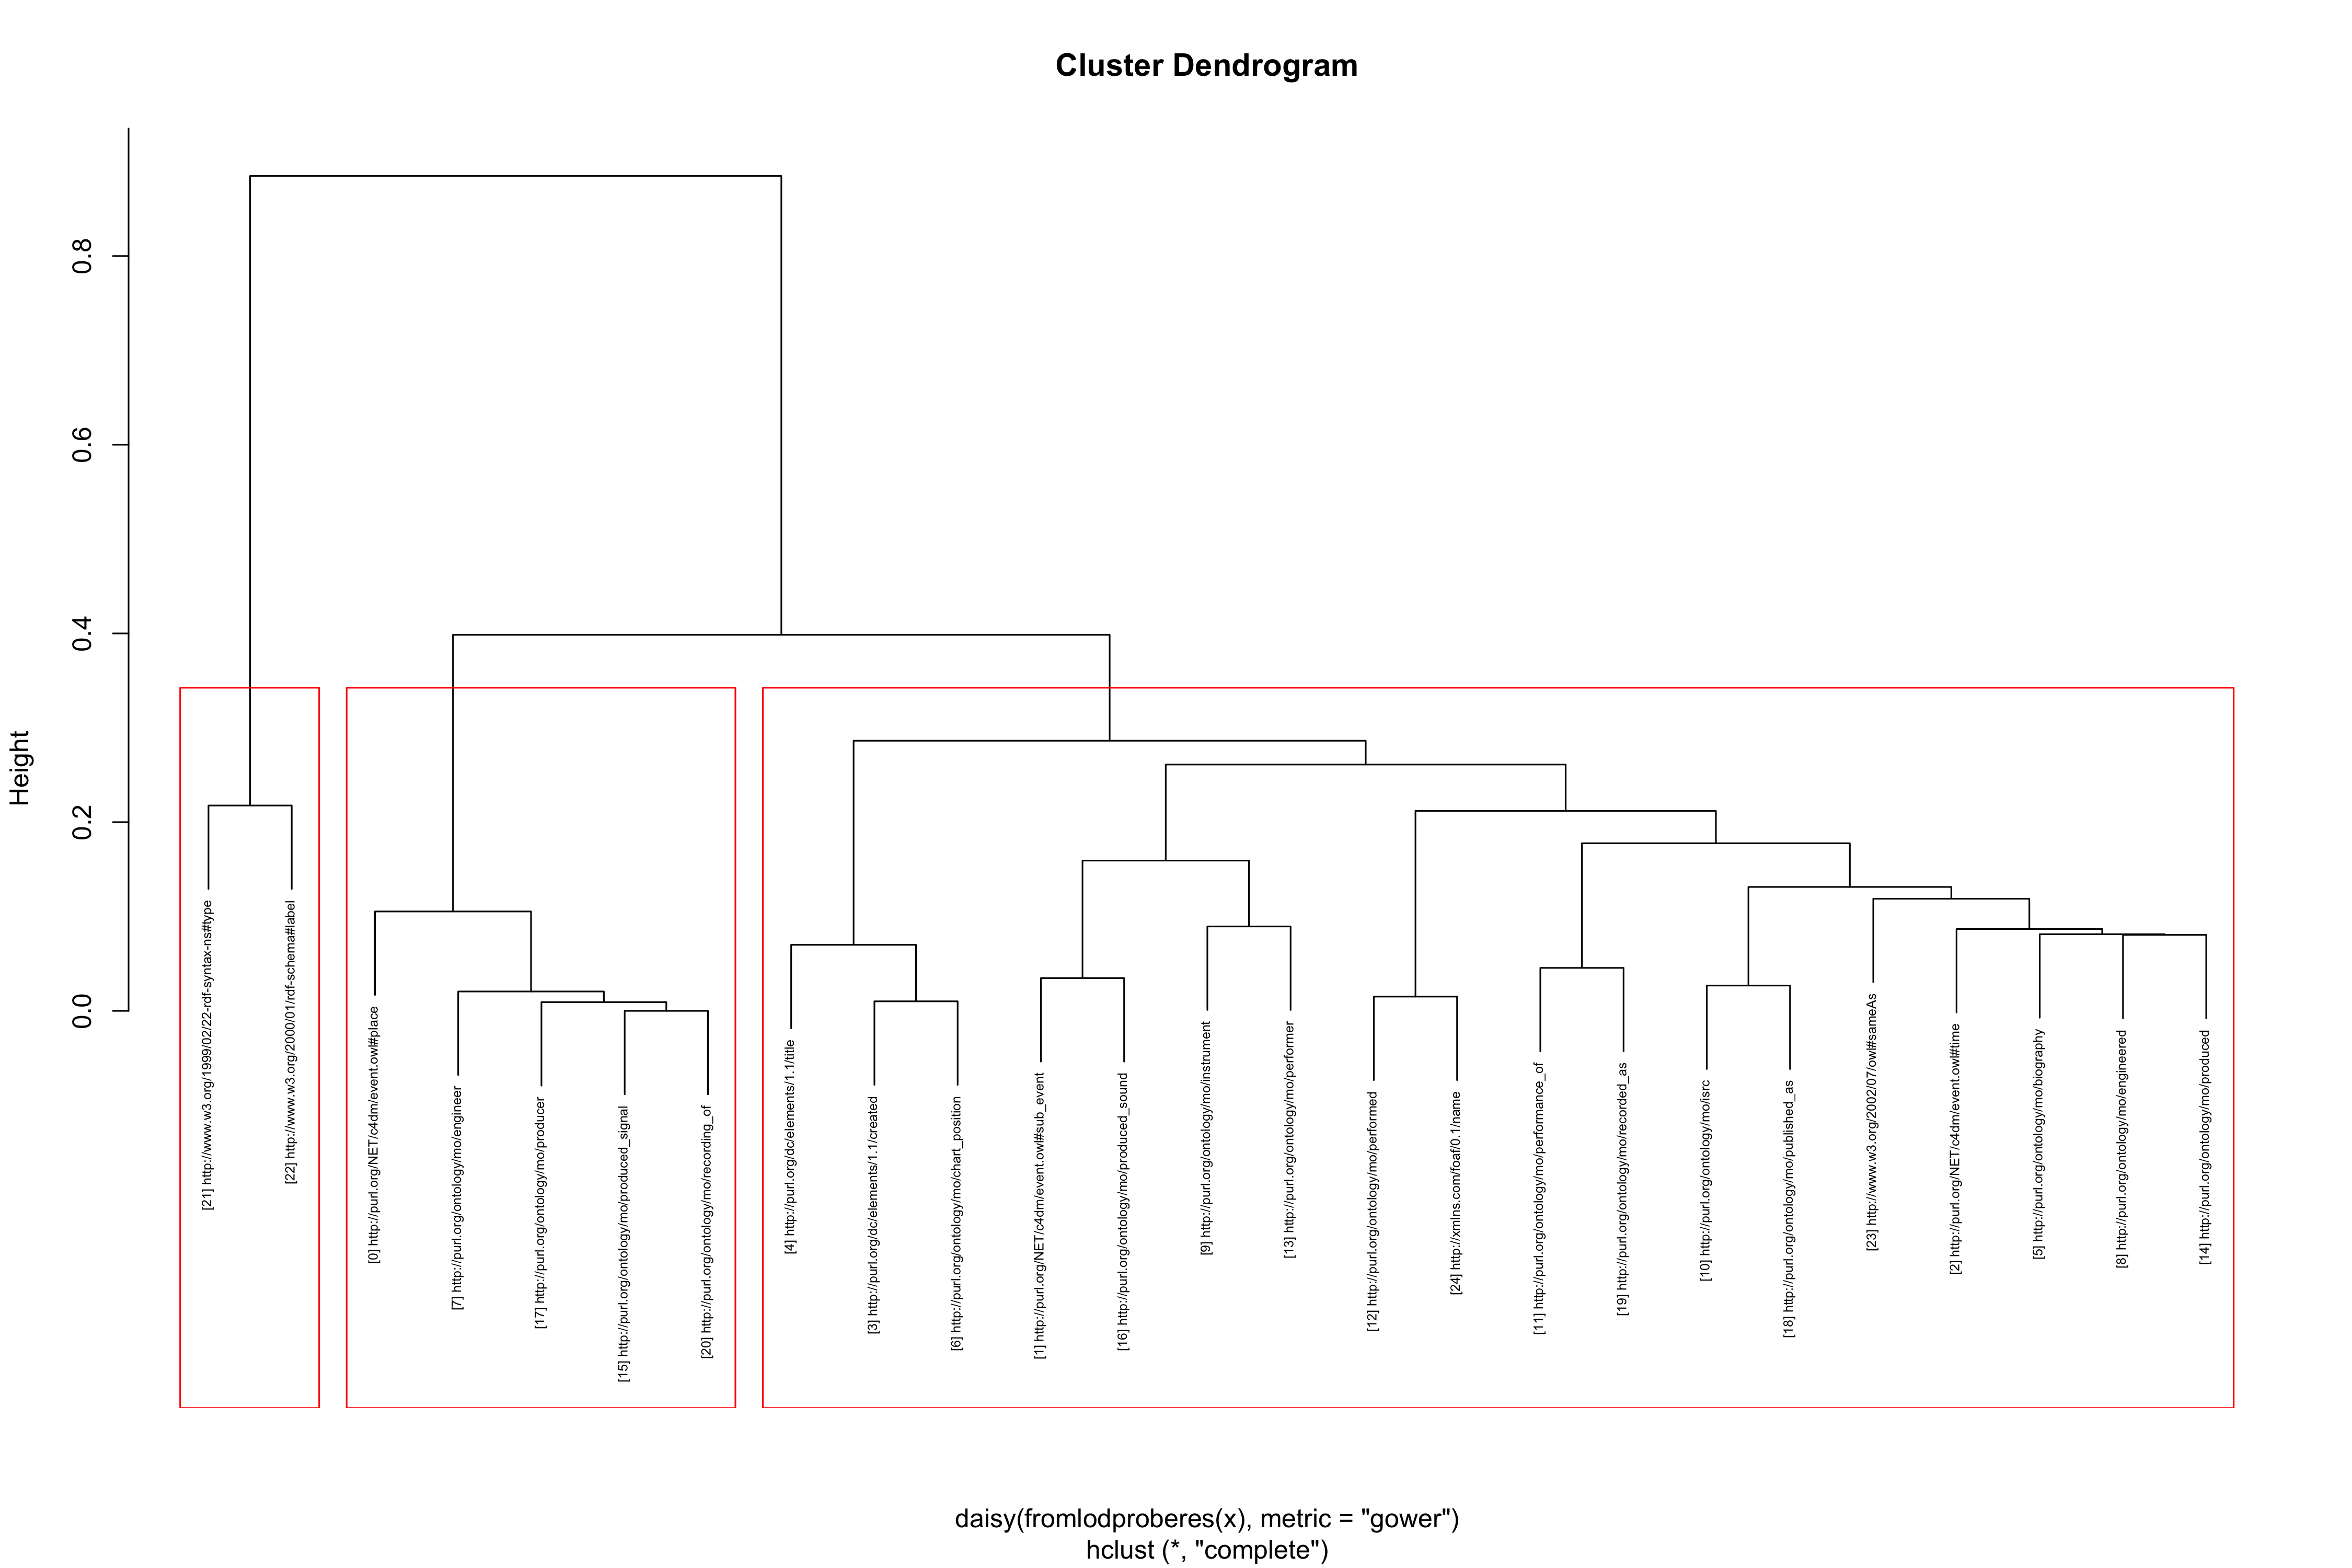 Cluster Dendrogram
Height
0.0
0.2
0.4
0.6
0.8
[21] http://www.w3.org/1999/02/22-rdf-syntax-ns#type
[22] http://www.w3.org/2000/01/rdf-schema#label
[0] http://purl.org/NET/c4dm/event.owl#place
[7] http://purl.org/ontology/mo/engineer
[17] http://purl.org/ontology/mo/producer
[15] http://purl.org/ontology/mo/produced_signal
[20] http://purl.org/ontology/mo/recording_of
[4] http://purl.org/dc/elements/1.1/title
[3] http://purl.org/dc/elements/1.1/created
[6] http://purl.org/ontology/mo/chart_position
[1] http://purl.org/NET/c4dm/event.owl#sub_event
[16] http://purl.org/ontology/mo/produced_sound
[9] http://purl.org/ontology/mo/instrument
[13] http://purl.org/ontology/mo/performer
[12] http://purl.org/ontology/mo/performed
[24] http://xmlns.com/foaf/0.1/name
[11] http://purl.org/ontology/mo/performance_of
[19] http://purl.org/ontology/mo/recorded_as
[10] http://purl.org/ontology/mo/isrc
[18] http://purl.org/ontology/mo/published_as
[23] http://www.w3.org/2002/07/owl#sameAs
[2] http://purl.org/NET/c4dm/event.owl#time
[5] http://purl.org/ontology/mo/biography
[8] http://purl.org/ontology/mo/engineered
[14] http://purl.org/ontology/mo/produced
daisy(fromlodproberes(x), metric = "gower")
hclust (*, "complete")